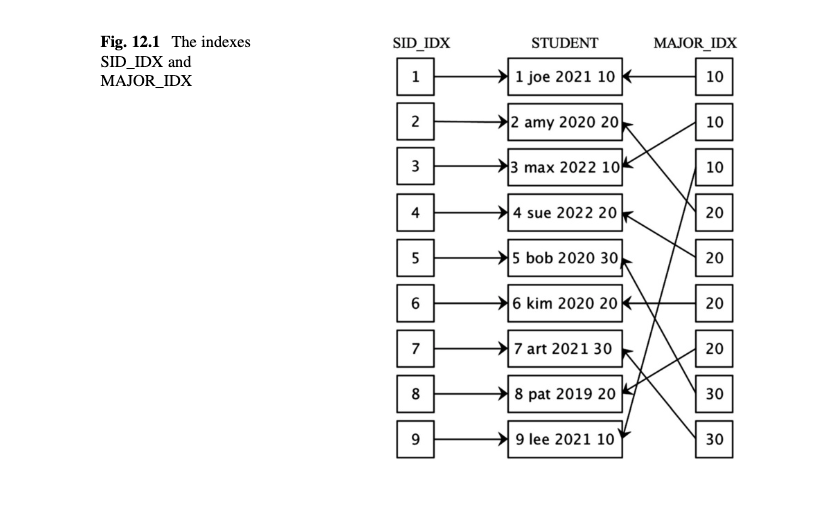 Fig. 12.1 The indexes
SID_IDX and
MAJOR_IDX
SID_IDX STUDENT MAJOR_IDX
1 1 joe 2021 10 10
2 2 amy 2020 20 10
3 3 max 2022 10 10
4 4 sue 2022 20 20
5 5 bob 2020 30 20
6 6 kim 2020 20 20
7 7 art 2021 30 20
8 8 pat 2019 20 30
9 9 lee 2021 10 30